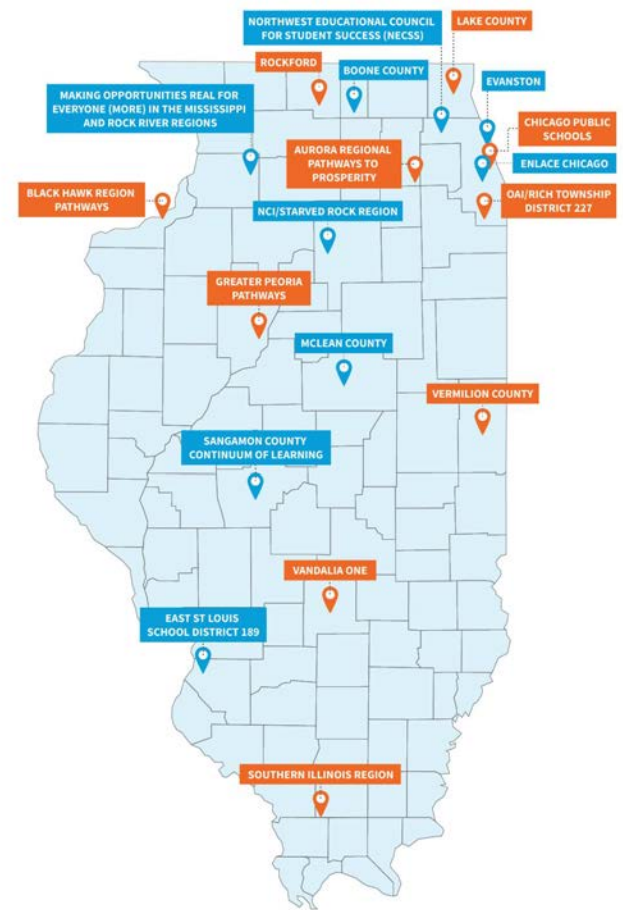 NORTHWEST EDUCATIONAL COUNCIL
FOR STUDENT SUCCESS (NECSS)
LAKE COUNTY
ROCKFORD
BOONE COUNTY
EVANSTON
MAKING OPPORTUNITIES REAL FOR
EVERYONE (MORE) IN THE MISSISSIPPI
AND ROCK RIVER REGIONS
CHICAGO PUBLIC
SCHOOLS
AURORA REGIONAL
PATHWAYS TO
PROSPERITY
ENLACE CHICAGO
BLACK HAWK REGION
PATHWAYS
OAI/RICH TOWNSHIP
DISTRICT 227
NCI/STARVED ROCK REGION
GREATER PEORIA
PATHWAYS
MCLEAN COUNTY
VERMILION COUNTY
SANGAMON COUNTY
CONTINUUM OF LEARNING
VANDALIA ONE
EAST ST LOUIS
SCHOOL DISTRICT 189
SOUTHERN ILLINOIS REGION